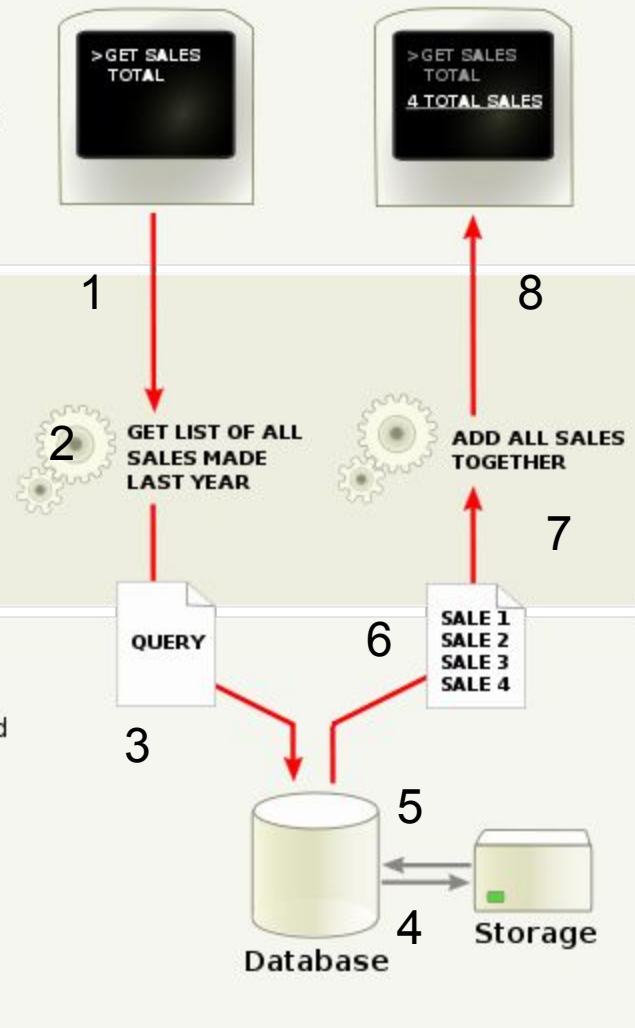 >GET SALES
TOTAL
>GET SALES
TOTAL
4 TOTAL SALES
1
8
2
GET LIST OF ALL
SALES MADE
LAST YEAR
ADD ALL SALES
TOGETHER
7
QUERY
6
SALE 1
SALE 2
SALE 3
SALE 4
3
d
5
4
Database
Storage